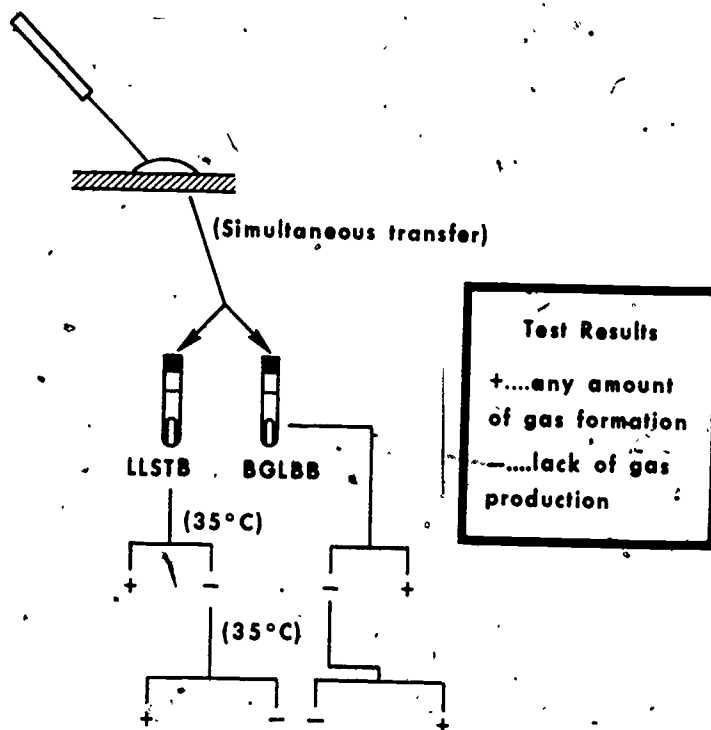 (Simultaneous transfer)
Test Results
+....any amount
of gas formation
−....lack of gas
production
LLSTB BGLBB
(35°C)
+ − − +
(35°C)
+ − − +